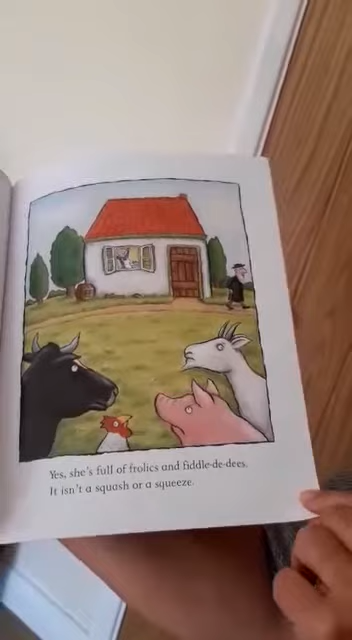 Yes, she's full of frolics and fiddle-de-dees.
It isn't a squash or a squeeze.